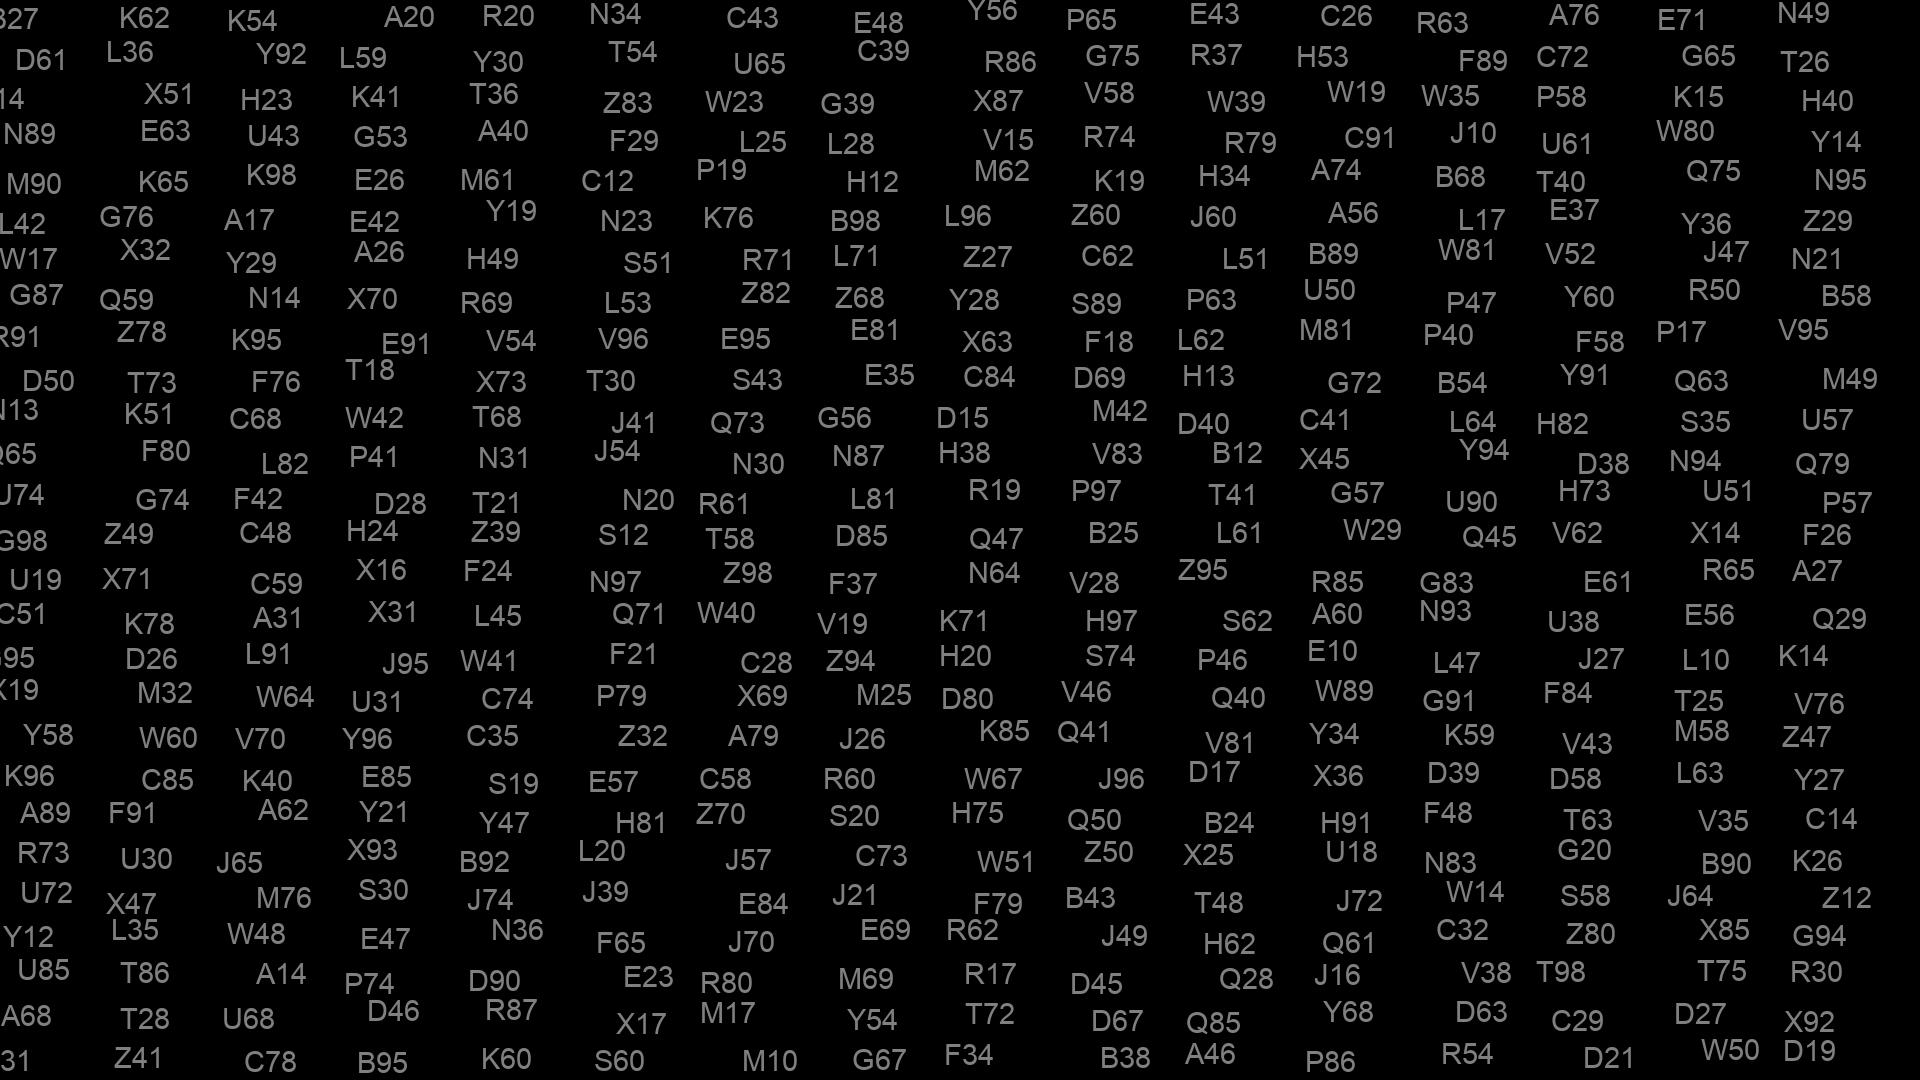 K62 K54 A20 R20 N34 C43 E48 Y56 P65 E43 C26 R63 A76 E71 N49
D61 L36 Y92 L59 Y30 T54 U65 C39 R86 G75 R37 H53 F89 C72 G65 T26
14 X51 H23 K41 T36 Z83 W23 G39 X87 V58 W39 W19 W35 P58 K15 H40
N89 E63 U43 G53 A40 F29 L25 L28 V15 R74 R79 C91 J10 U61 W80 Y14
M90 K65 K98 E26 M61 C12 P19 H12 M62 K19 H34 A74 B68 T40 Q75 N95
L42 G76 A17 E42 Y19 N23 K76 B98 L96 Z60 J60 A56 L17 E37 Y36 Z29
W17 X32 Y29 A26 H49 S51 R71 L71 Z27 C62 L51 B89 W81 V52 J47 N21
G87 Q59 N14 X70 R69 L53 Z82 Z68 Y28 S89 P63 U50 P47 Y60 R50 B58
R91 Z78 K95 E91 V54 V96 E95 E81 X63 F18 L62 M81 P40 F58 P17 V95
D50 T73 F76 T18 X73 T30 S43 E35 C84 D69 H13 G72 B54 Y91 Q63 M49
N13 K51 C68 W42 T68 J41 Q73 G56 D15 M42 D40 C41 L64 H82 S35 U57
Q65 F80 L82 P41 N31 J54 N30 N87 H38 V83 B12 X45 Y94 D38 N94 Q79
U74 G74 F42 D28 T21 N20 R61 L81 R19 P97 T41 G57 U90 H73 U51 P57
G98 Z49 C48 H24 Z39 S12 T58 D85 Q47 B25 L61 W29 Q45 V62 X14 F26
U19 X71 C59 X16 F24 N97 Z98 F37 N64 V28 Z95 R85 G83 E61 R65 A27
C51 K78 A31 X31 L45 Q71 W40 V19 K71 H97 S62 A60 N93 U38 E56 Q29
95 D26 L91 J95 W41 F21 C28 Z94 H20 S74 P46 E10 L47 J27 L10 K14
X19 M32 W64 U31 C74 P79 X69 M25 D80 V46 Q40 W89 G91 F84 T25 V76
Y58 W60 V70 Y96 C35 Z32 A79 J26 K85 Q41 V81 Y34 K59 V43 M58 Z47
K96 C85 K40 E85 S19 E57 C58 R60 W67 J96 D17 X36 D39 D58 L63 Y27
A89 F91 A62 Y21 Y47 H81 Z70 S20 H75 Q50 B24 H91 F48 T63 V35 C14
R73 U30 J65 X93 B92 L20 J57 C73 W51 Z50 X25 U18 N83 G20 B90 K26
U72 X47 M76 S30 J74 J39 E84 J21 F79 B43 T48 J72 W14 S58 J64 Z12
Y12 L35 W48 E47 N36 F65 J70 E69 R62 J49 H62 Q61 C32 Z80 X85 G94
U85 T86 A14 P74 D90 E23 R80 M69 R17 D45 Q28 J16 V38 T98 T75 R30
A68 T28 U68 D46 R87 X17 M17 Y54 T72 D67 Q85 Y68 D63 C29 D27 X92
31 Z41 C78 B95 K60 S60 M10 G67 F34 B38 A46 P86 R54 D21 W50 D19